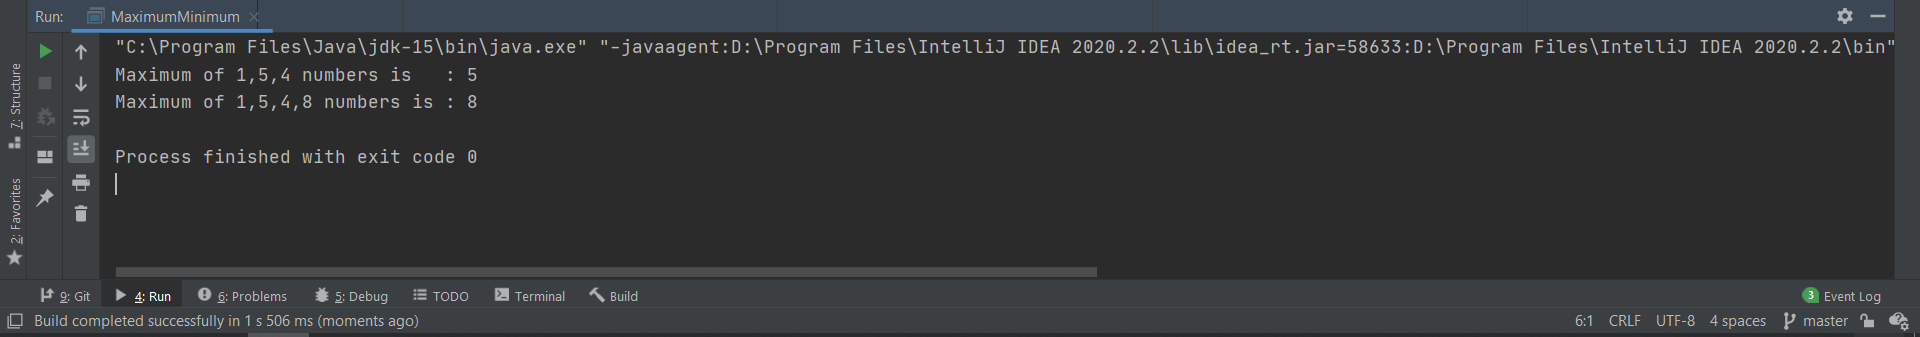 Run: MaximumMinimum
"C:\Program Files\Java\jdk-15\bin\java.exe" "-javaagent:D:\Program Files\IntelliJ IDEA 2020.2.2\lib\idea_rt.jar=58633:D:\Program Files\IntelliJ IDEA 2020.2.2\bin"
Maximum of 1,5,4 numbers is   : 5
Maximum of 1,5,4,8 numbers is : 8
Process finished with exit code 0
7: Structure
2: Favorites
9: Git 4: Run 6: Problems 5: Debug TODO Terminal Build 3 Event Log
Build completed successfully in 1 s 506 ms (moments ago) 6:1 CRLF UTF-8 4 spaces master